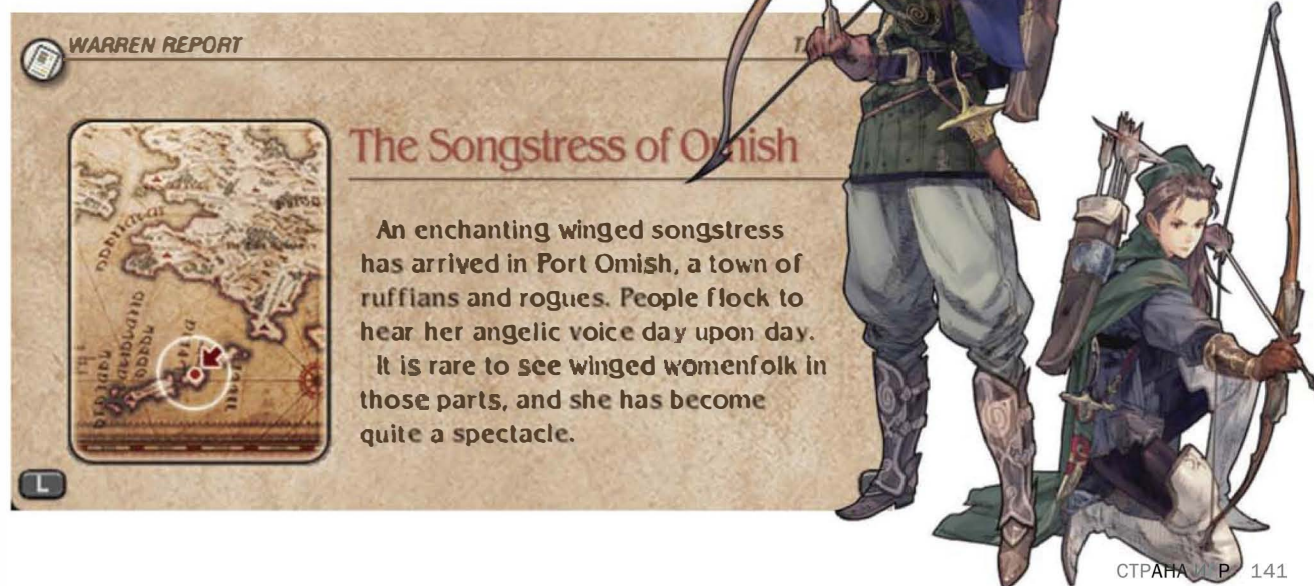 WARREN REPORT
The Songstress of Omish
An enchanting winged songstress
has arrived in Port Omish, a town of
ruffians and rogues. People flock to
hear her angelic voice day upon day.
It is rare to see winged womenfolk in
those parts, and she has become
quite a spectacle.
L
СТРАНА 141